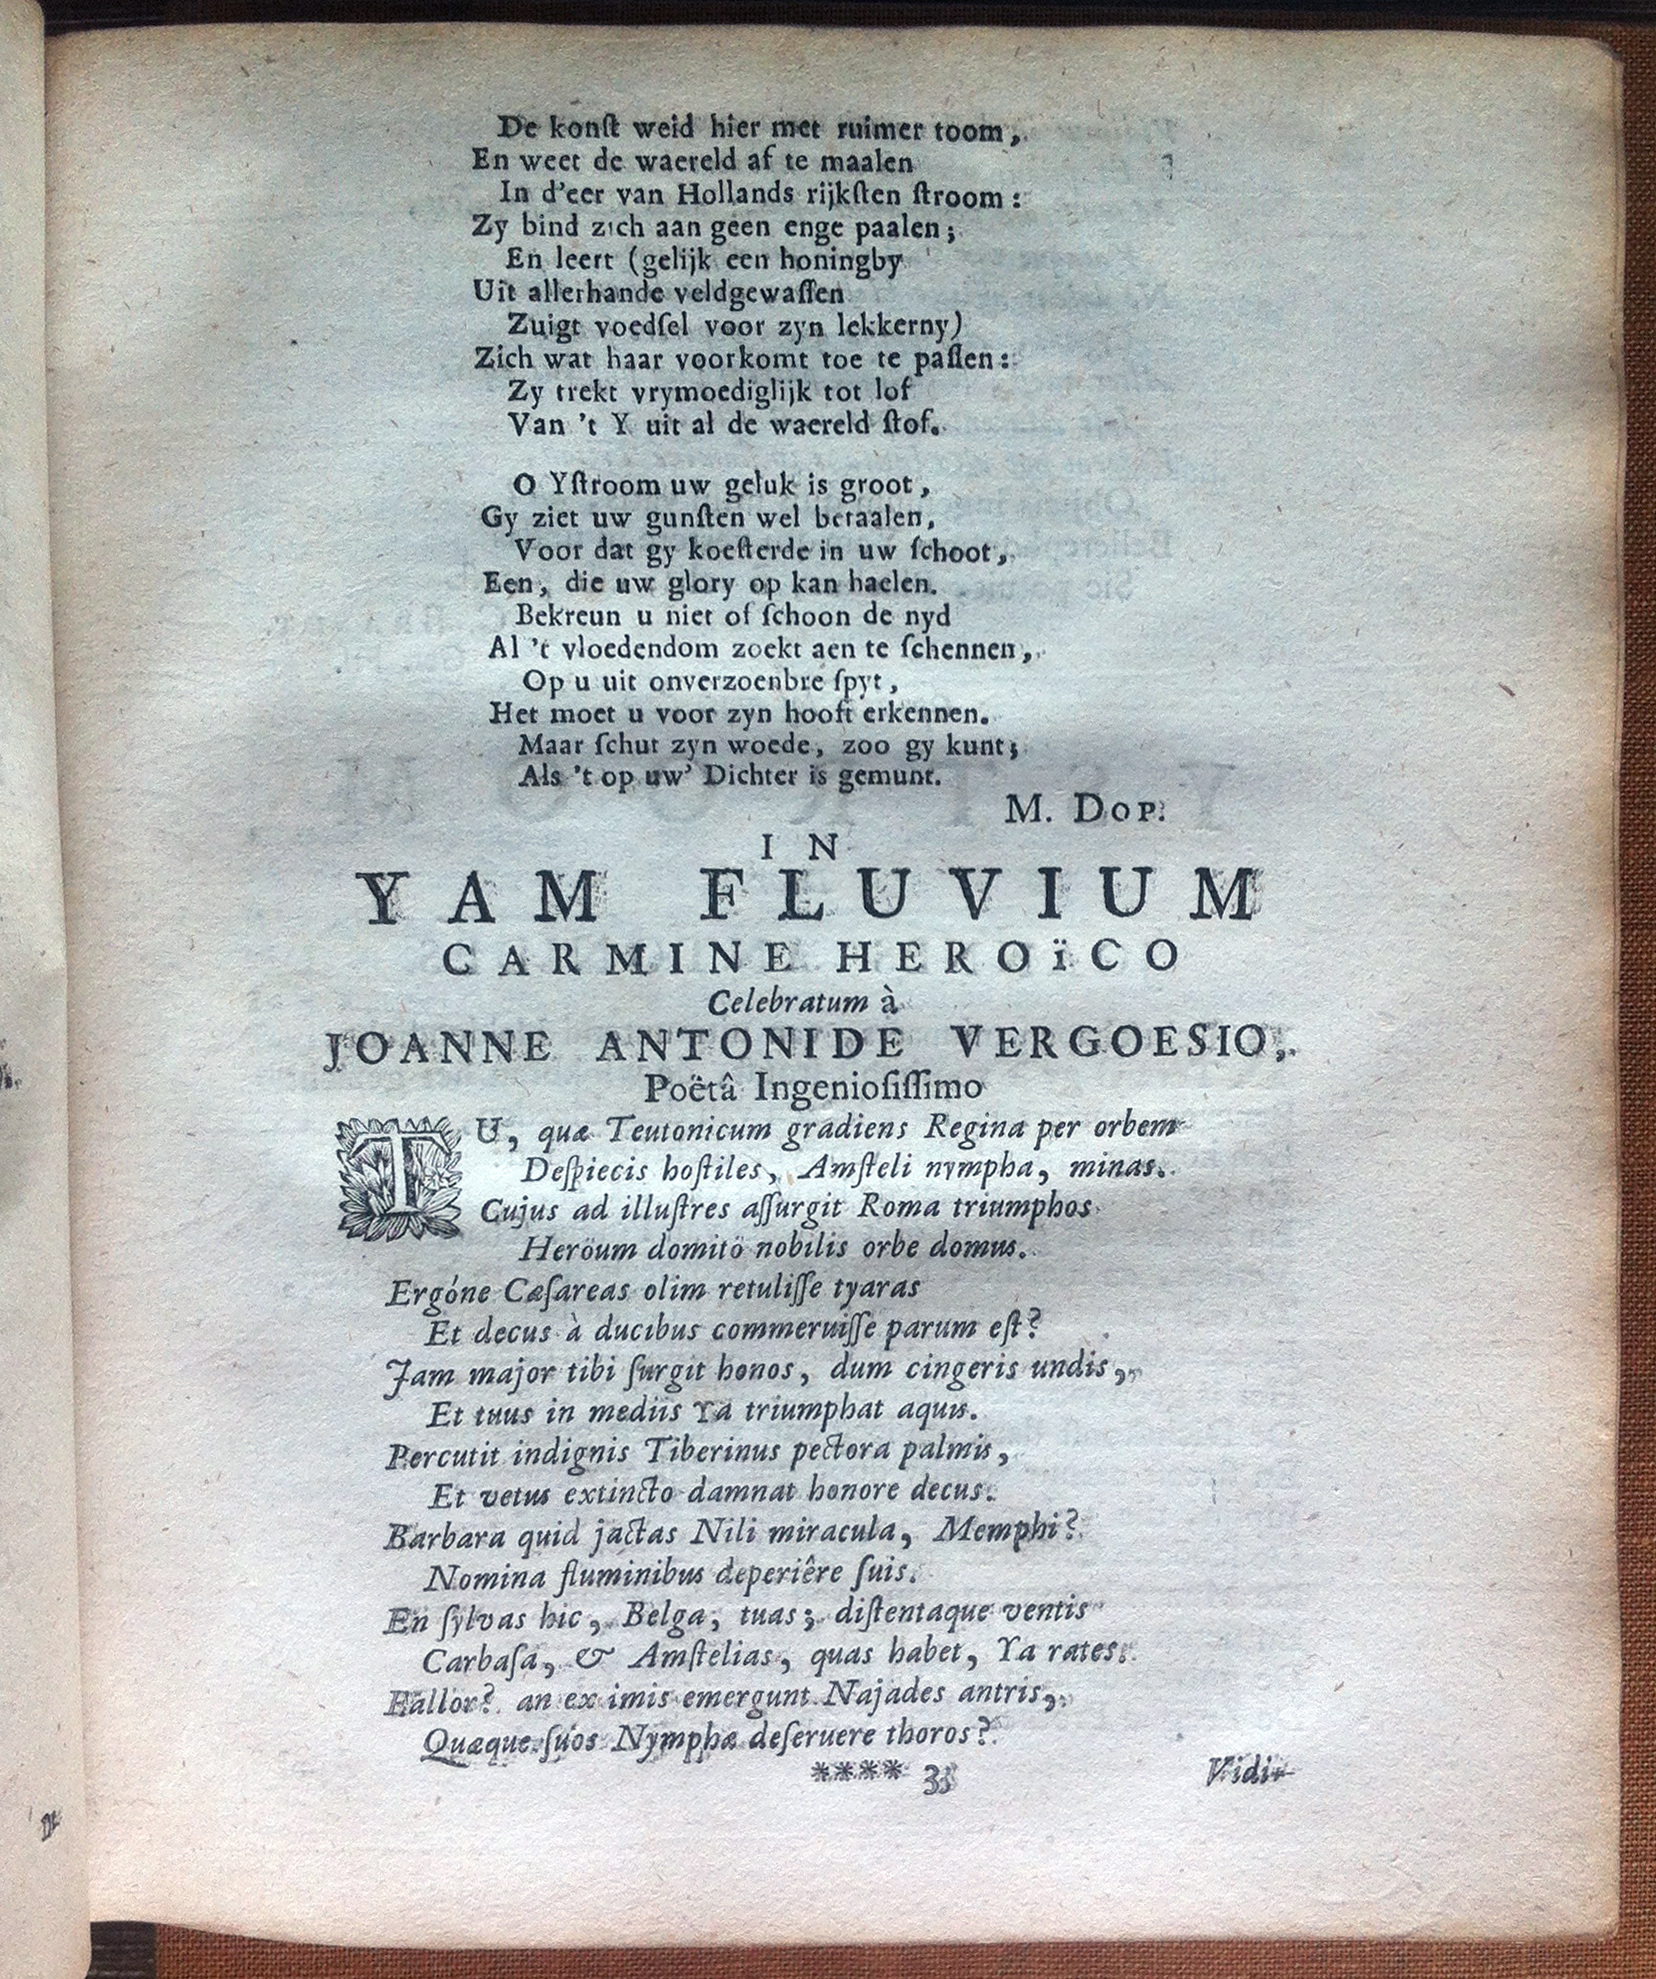 De konſt weid hier met ruimer toom,
En weet de waereld af te maalen
In d'eer van Hollands rijkſten ſtroom:
Zy bind zich aan geen enge paalen;
En leert (gelijk een honingby
Uit allerhande veldgewaſſen
Zuigt voedſel voor zyn lekkerny)
Zich wat haar voorkomt toe te paſſen:
Zy trekt vrymoediglijk tot lof
Van 't Y uit al de waereld ſtof.
O Yſtroom uw geluk is groot,
Gy ziet uw gunſten wel betaalen,
Voor dat gy koeſterde in uw ſchoot,
Een, die uw glory op kan haelen.
Bekreun u niet of ſchoon de nyd
Al 't vloedendom zoekt aen te ſchennen,
Op u uit onverzoenbre ſpyt,
Het moet u voor zyn hooft erkennen.
Maar ſchut zyn woede, zoo gy kunt;
Als 't op uw' Dichter is gemunt.
M. DOP.
IN
YAM FLUVIUM
CARMINE HEROïCO
Celebratum à
JOANNE ANTONIDE VERGOESIO,
Poëtâ Ingenioſiſſimo
TU, quæ Teutonicum gradiens Regina per orbem
Deſpiecis hoſtiles, Amſteli nympha, minas.
Cujus ad illuſtres aſſurgit Roma triumphos
Heröum domitö nobilis orbe domus.
Ergóne Cæſareas olim retuliſſe tyaras
Et decus à ducibus commeruiſſe parum eſt?
Jam major tibi ſurgit honos, dum cingeris undis,
Et tuus in mediis Ya triumphat aquis.
Percutit indignis Tiberinus pectora palmis,
Et vetus extincto damnat honore decus.
Barbara quid jactas Nili miracula, Memphi?
Nomina fluminibus deperiêre ſuis.
En ſylvas hic, Belga, tuas; diſtentaque ventis
Carbaſa, & Amſtelias, quas habet, Ya rates.
Fallor? an ex imis emergunt Najades antris,
Quæque ſuos Nymphæ deſeruere thoros?
**** 3
Vidi-